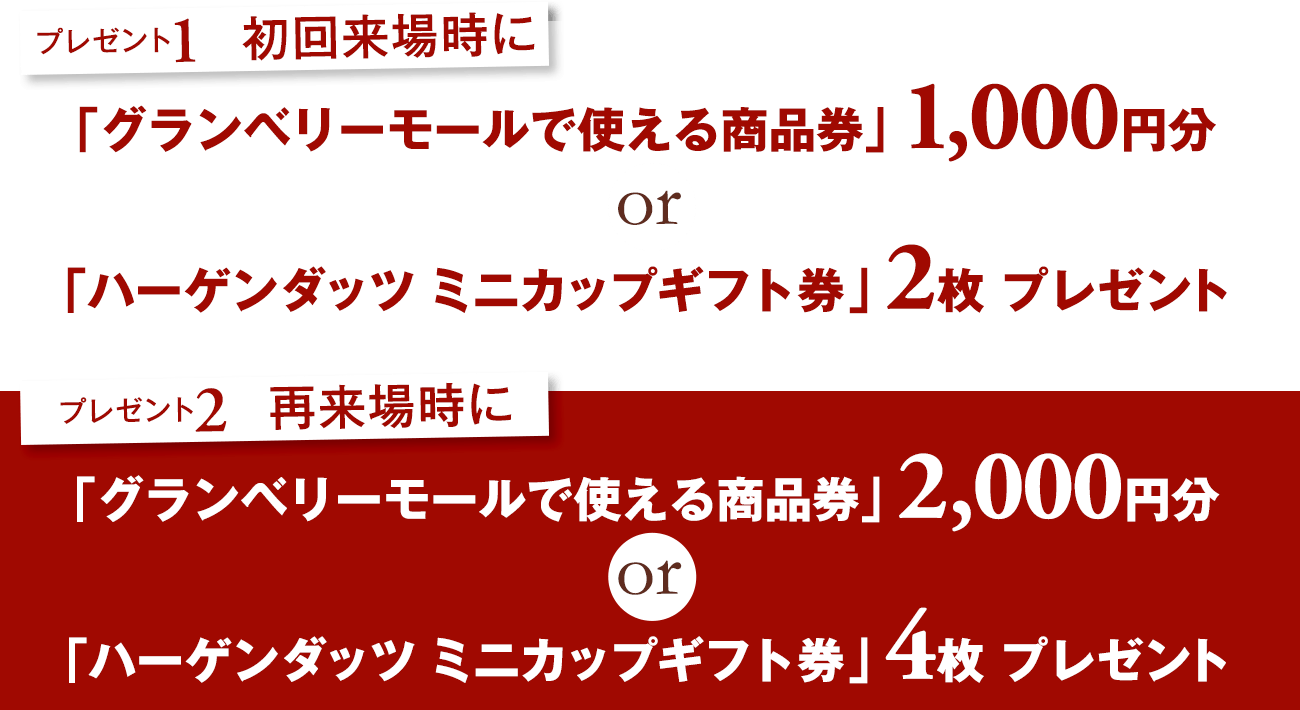 プレゼント1 初回来場時に
「グランベリーモールで使える商品券」1,000円分
or
「ハーゲンダッツ ミニカップギフト券」2枚 プレゼント
プレゼント2 再来場時に
「グランベリーモールで使える商品券」2,000円分
or
「ハーゲンダッツ ミニカップギフト券」4枚 プレゼント